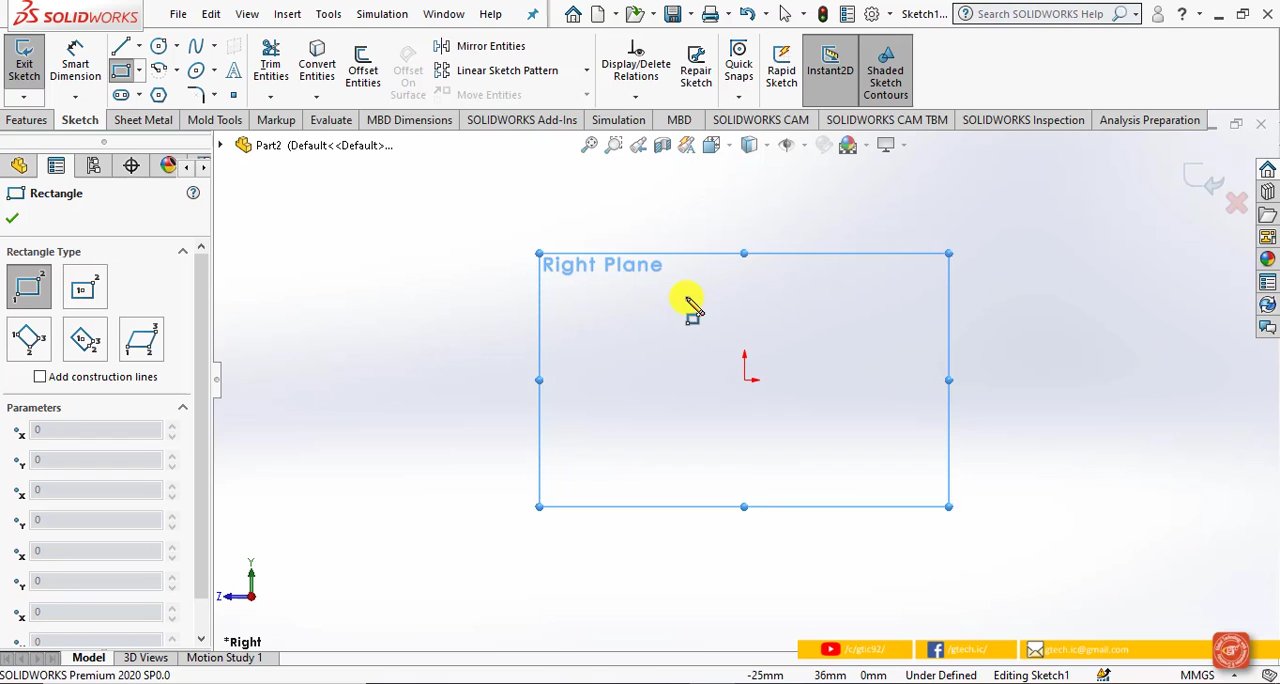 SOLIDWORKS File Edit View Insert Tools Simulation Window Help Sketch1... Search SOLIDWORKS Help
Exit Sketch Smart Dimension Trim Entities Convert Entities Offset Entities Offset On Surface Mirror Entities Linear Sketch Pattern Move Entities Display/Delete Relations Repair Sketch Quick Snaps Rapid Sketch Instant2D Shaded Sketch Contours
Features Sketch Sheet Metal Mold Tools Markup Evaluate MBD Dimensions SOLIDWORKS Add-Ins Simulation MBD SOLIDWORKS CAM SOLIDWORKS CAM TBM SOLIDWORKS Inspection Analysis Preparation
Part2 (Default<<Default>...
Rectangle
Rectangle Type
Right Plane
Add construction lines
Parameters
0
0
0
0
0
0
0
Y
Z
*Right
/c/gtic92/ /gtech.ic/ gtech.ic@gmail.com
Model 3D Views Motion Study 1
SOLIDWORKS Premium 2020 SP0.0 -25mm 36mm 0mm Under Defined Editing Sketch1 MMGS